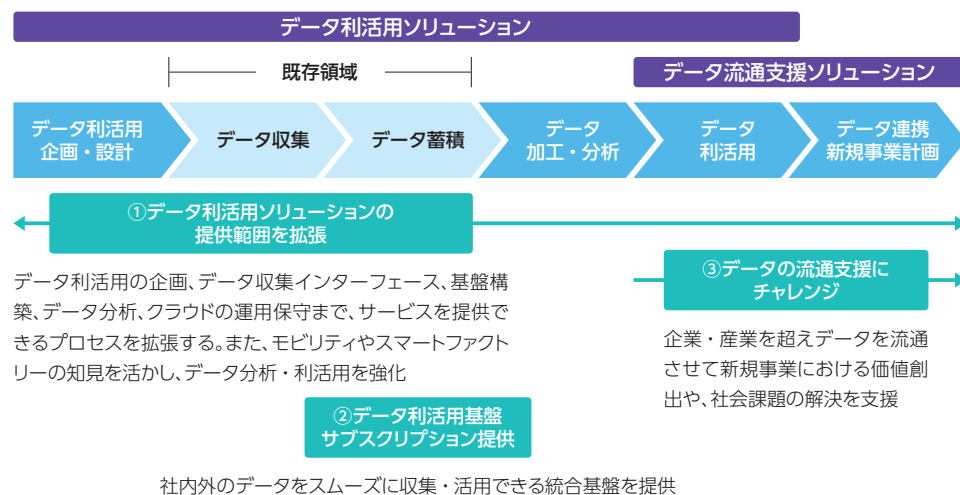 データ利活用ソリューション
既存領域
データ流通支援ソリューション
データ利活用
企画・設計
データ収集
データ蓄積
データ
加工・分析
データ
利活用
データ連携
新規事業計画
①データ利活用ソリューションの
提供範囲を拡張
データ利活用の企画、データ収集インターフェース、基盤構
築、データ分析、クラウドの運用保守まで、サービスを提供で
きるプロセスを拡張する。また、モビリティやスマートファクト
リーの知見を活かし、データ分析・利活用を強化
③データの流通支援に
チャレンジ
企業・産業を超えデータを流通
させて新規事業における価値創
出や、社会課題の解決を支援
②データ利活用基盤
サブスクリプション提供
社内外のデータをスムーズに収集・活用できる統合基盤を提供